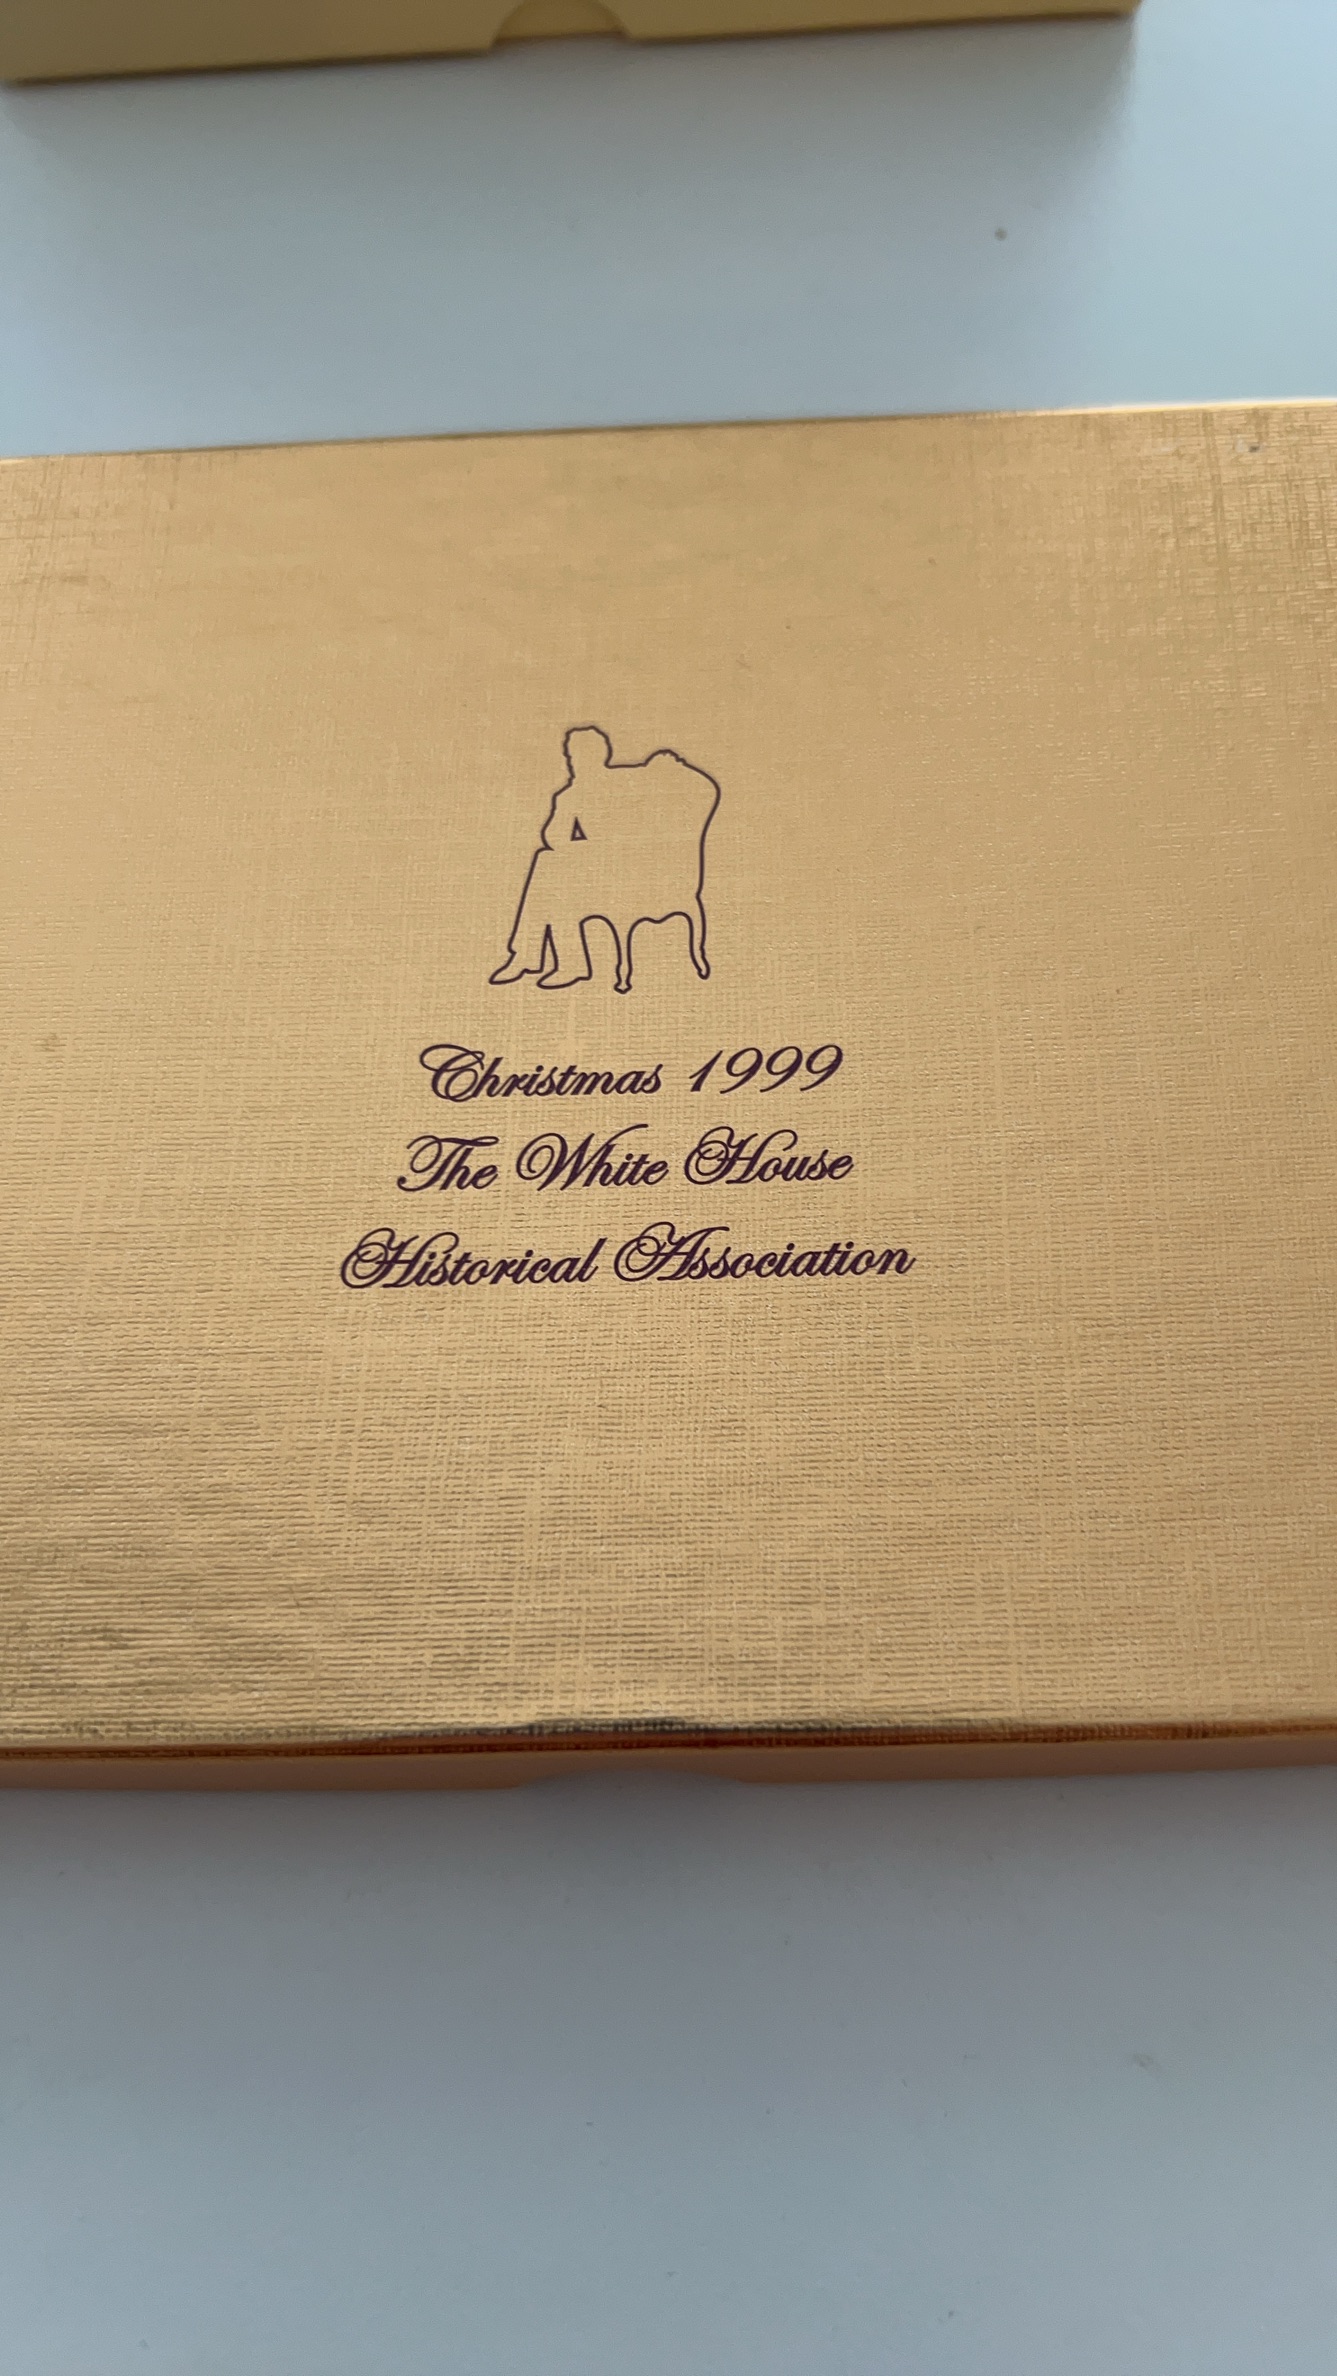 Christmas 1999
The White House
Historical Association